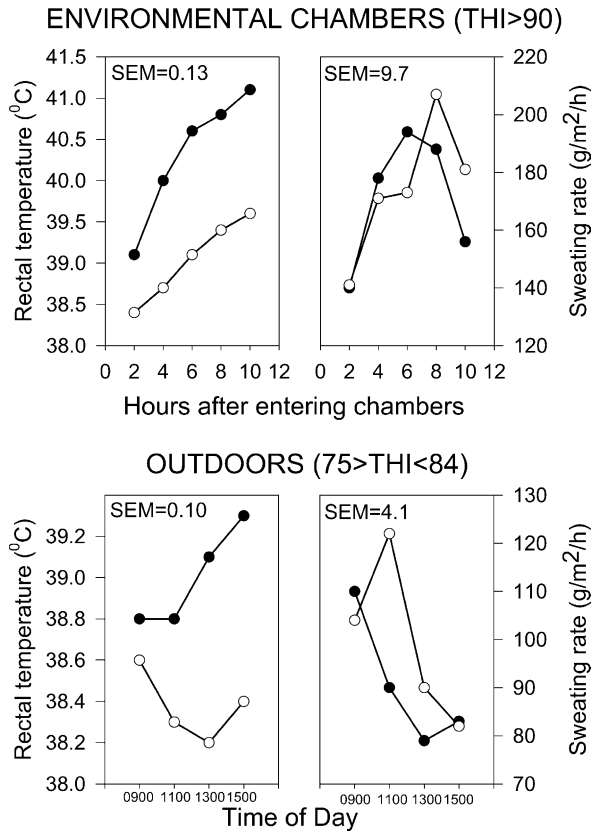 ENVIRONMENTAL CHAMBERS (THI>90)
SEM=0.13
SEM=9.7
Rectal temperature (⁰C)
41.5
41.0
40.5
40.0
39.5
39.0
38.5
38.0
220
200
180
160
140
120
Sweating rate (g/m²/h)
0 2 4 6 8 10 12
0 2 4 6 8 10 12
Hours after entering chambers
OUTDOORS (75>THI<84)
SEM=0.10
SEM=4.1
Rectal temperature (⁰C)
39.2
39.0
38.8
38.6
38.4
38.2
38.0
130
120
110
100
90
80
70
Sweating rate (g/m²/h)
0900 1100 1300 1500
0900 1100 1300 1500
Time of Day